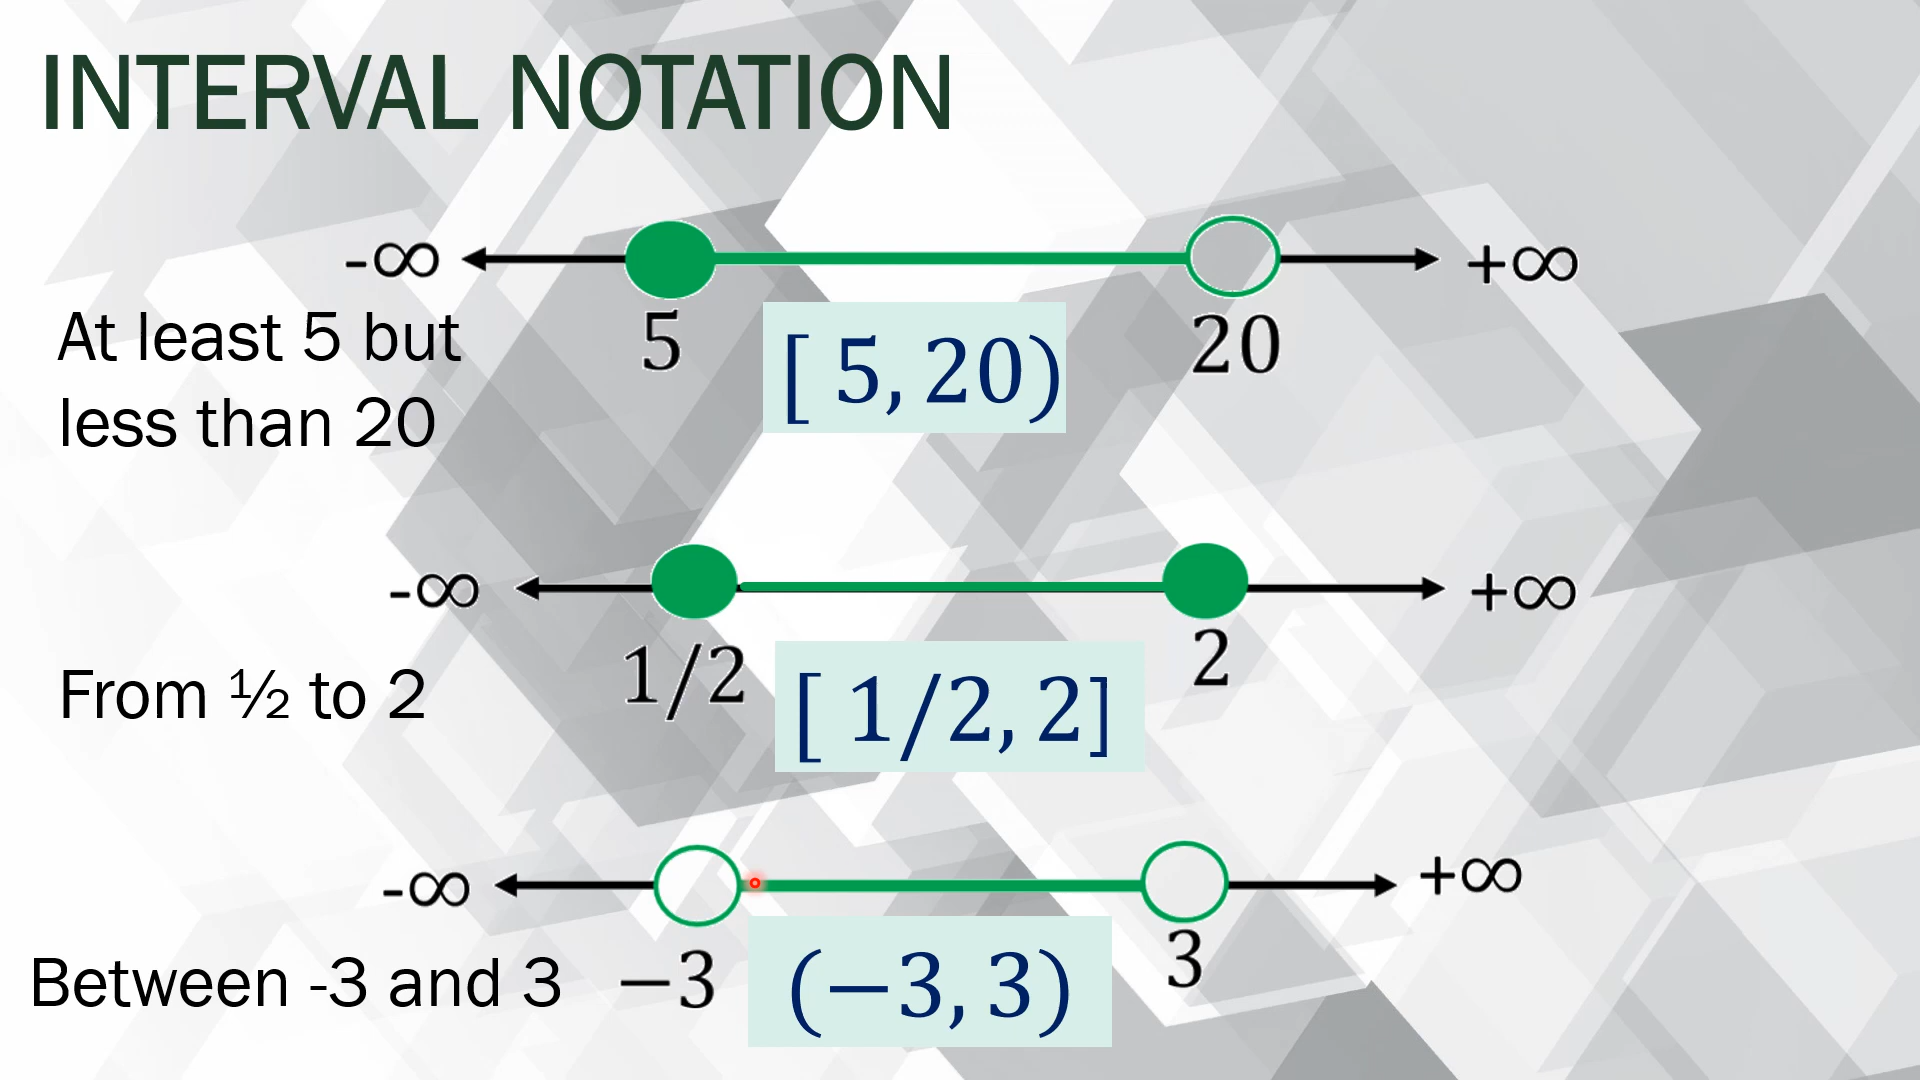 INTERVAL NOTATION
-∞ +∞
At least 5 but
less than 20
5 20
[ 5, 20)
-∞ +∞
From ½ to 2
1/2 2
[ 1/2, 2]
-∞ +∞
Between -3 and 3
−3 3
(−3, 3)